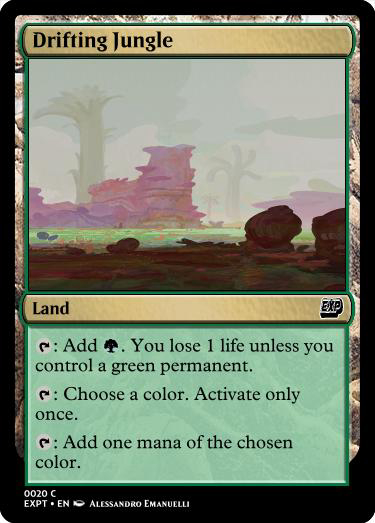 Drifting Jungle
Land
EXP
: Add . You lose 1 life unless you
control a green permanent.
: Choose a color. Activate only
once.
: Add one mana of the chosen
color.
0020 C
EXPT • EN Alessandro Emanuelli